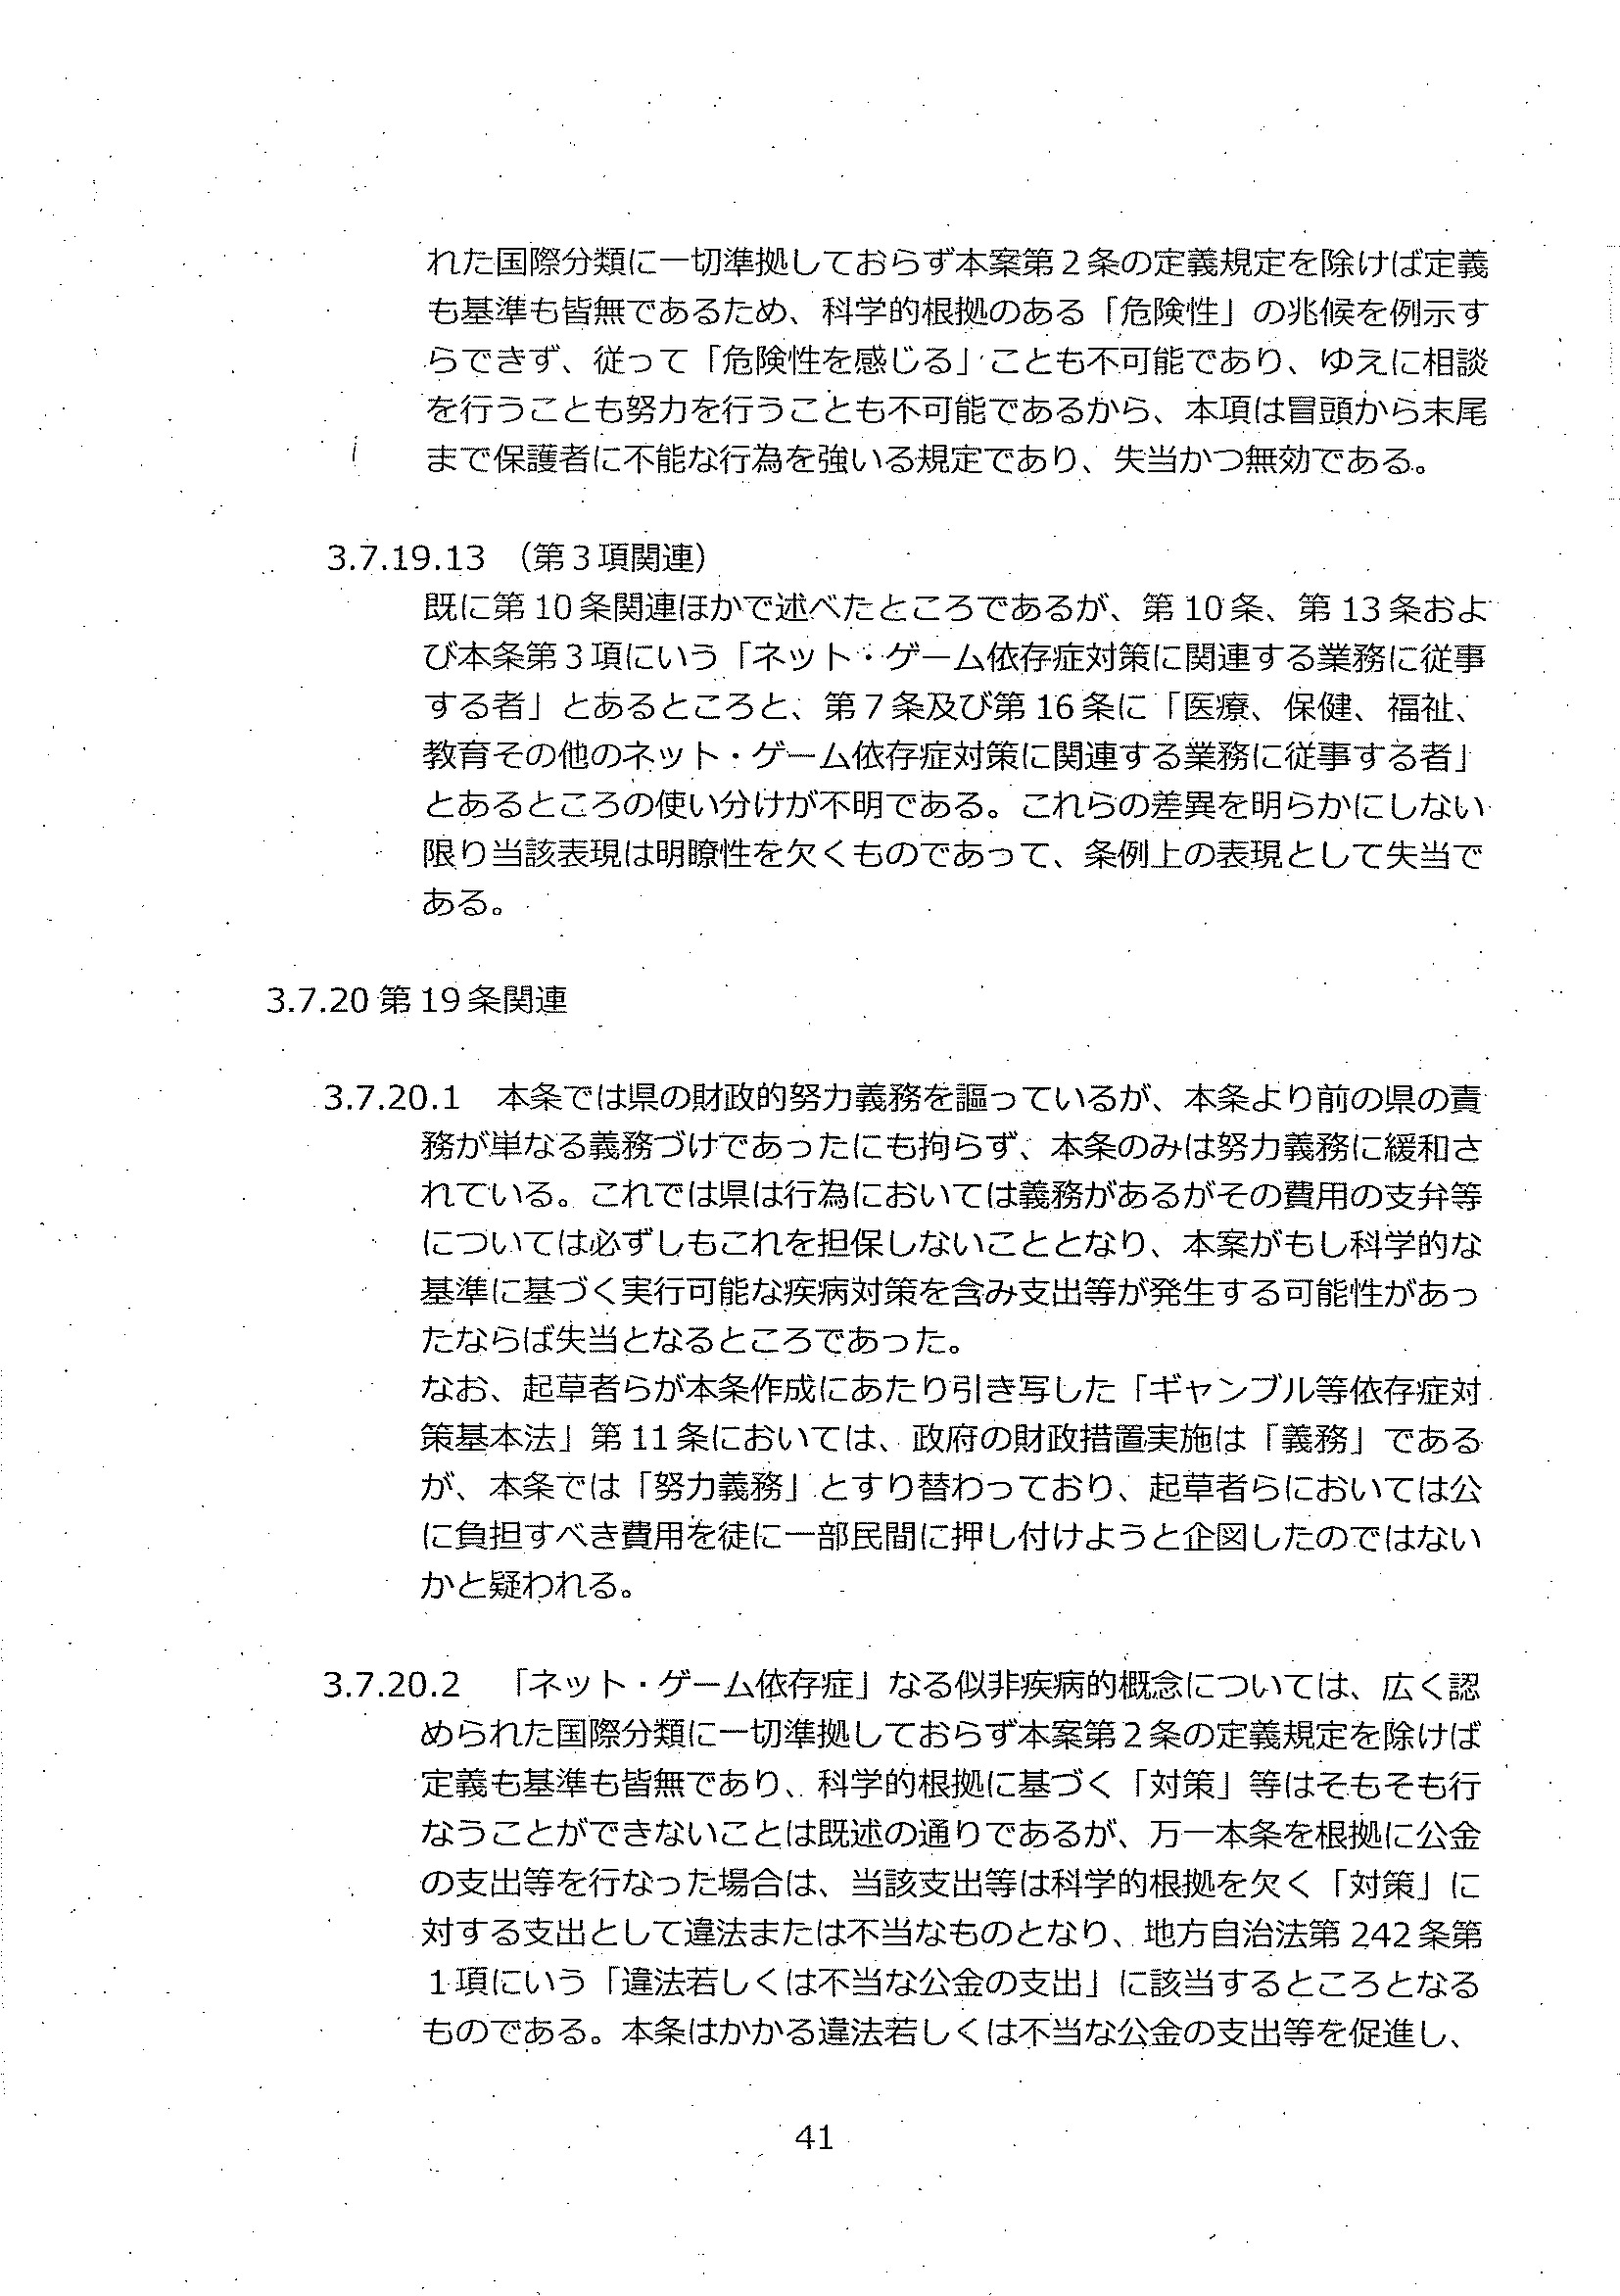 れた国際分類に一切準拠しておらず本案第２条の定義規定を除けば定義
も基準も皆無であるため、科学的根拠のある「危険性」の兆候を例示す
らできず、従って「危険性を感じる」ことも不可能であり、ゆえに相談
を行うことも努力を行うことも不可能であるから、本項は冒頭から末尾
まで保護者に不能な行為を強いる規定であり、失当かつ無効である。
3.7.19.13 （第３項関連）
既に第 10 条関連ほかで述べたところであるが、第 10 条、第 13 条およ
び本条第３項にいう「ネット・ゲーム依存症対策に関連する業務に従事
する者」とあるところと、第７条及び第 16 条に「医療、保健、福祉、
教育その他のネット・ゲーム依存症対策に関連する業務に従事する者」
とあるところの使い分けが不明である。これらの差異を明らかにしない
限り当該表現は明瞭性を欠くものであって、条例上の表現として失当で
ある。
3.7.20 第 19 条関連
3.7.20.1 本条では県の財政的努力義務を謳っているが、本条より前の県の責
務が単なる義務づけであったにも拘らず、本条のみは努力義務に緩和さ
れている。これでは県は行為においては義務があるがその費用の支弁等
については必ずしもこれを担保しないこととなり、本案がもし科学的な
基準に基づく実行可能な疾病対策を含み支出等が発生する可能性があっ
たならば失当となるところであった。
なお、起草者らが本条作成にあたり引き写した「ギャンブル等依存症対
策基本法」第 11 条においては、政府の財政措置実施は「義務」である
が、本条では「努力義務」とすり替わっており、起草者らにおいては公
に負担すべき費用を徒に一部民間に押し付けようと企図したのではない
かと疑われる。
3.7.20.2 「ネット・ゲーム依存症」なる似非疾病的概念については、広く認
められた国際分類に一切準拠しておらず本案第２条の定義規定を除けば
定義も基準も皆無であり、科学的根拠に基づく「対策」等はそもそも行
なうことができないことは既述の通りであるが、万一本条を根拠に公金
の支出等を行なった場合は、当該支出等は科学的根拠を欠く「対策」に
対する支出として違法または不当なものとなり、地方自治法第 242 条第
１項にいう「違法若しくは不当な公金の支出」に該当するところとなる
ものである。本条はかかる違法若しくは不当な公金の支出等を促進し、
41